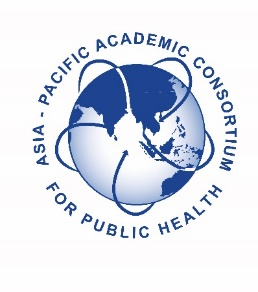 ASIA - PACIFIC ACADEMIC CONSORTIUM
FOR PUBLIC HEALTH